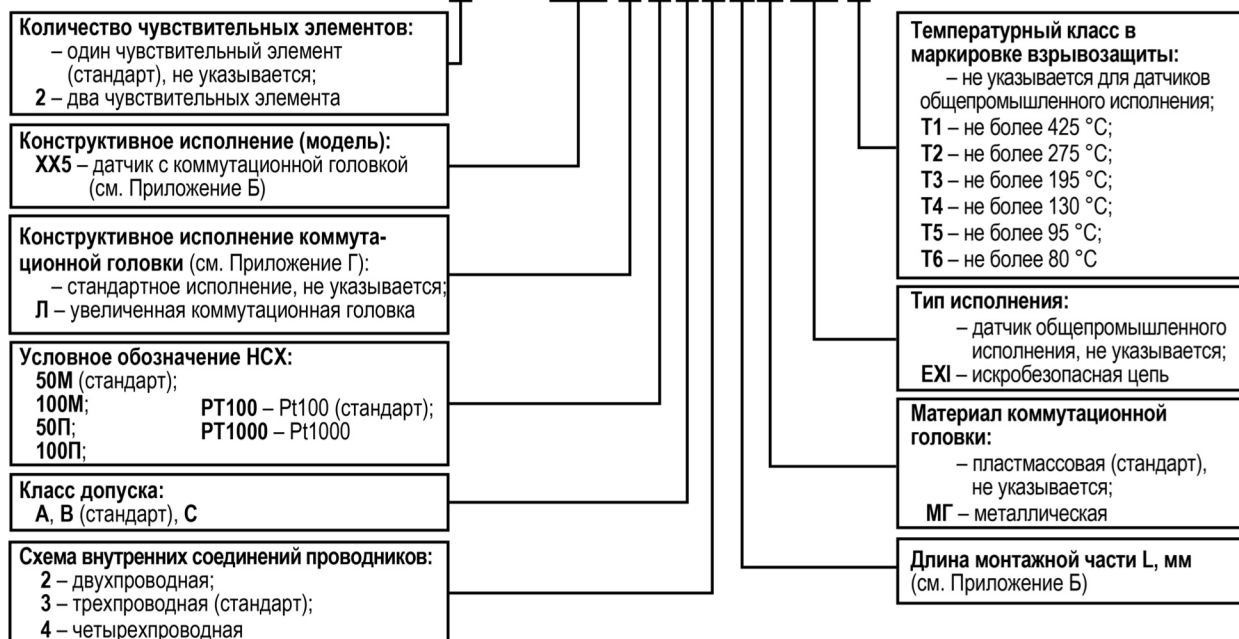 Количество чувствительных элементов:
– один чувствительный элемент
(стандарт), не указывается;
2 – два чувствительных элемента
Конструктивное исполнение (модель):
ХХ5 – датчик с коммутационной головкой
(см. Приложение Б)
Конструктивное исполнение коммута-
ционной головки (см. Приложение Г):
– стандартное исполнение, не указывается;
Л – увеличенная коммутационная головка
Условное обозначение НСХ:
50М (стандарт);
100М;
50П;
100П;
PT100 – Pt100 (стандарт);
PT1000 – Pt1000
Класс допуска:
А, В (стандарт), С
Схема внутренних соединений проводников:
2 – двухпроводная;
3 – трехпроводная (стандарт);
4 – четырехпроводная
Температурный класс в
маркировке взрывозащиты:
– не указывается для датчиков
общепромышленного исполнения;
Т1 – не более 425 °С;
Т2 – не более 275 °С;
Т3 – не более 195 °С;
Т4 – не более 130 °С;
Т5 – не более 95 °С;
Т6 – не более 80 °С
Тип исполнения:
– датчик общепромышленного
исполнения, не указывается;
EXI – искробезопасная цепь
Материал коммутационной
головки:
– пластмассовая (стандарт),
не указывается;
МГ – металлическая
Длина монтажной части L, мм
(см. Приложение Б)